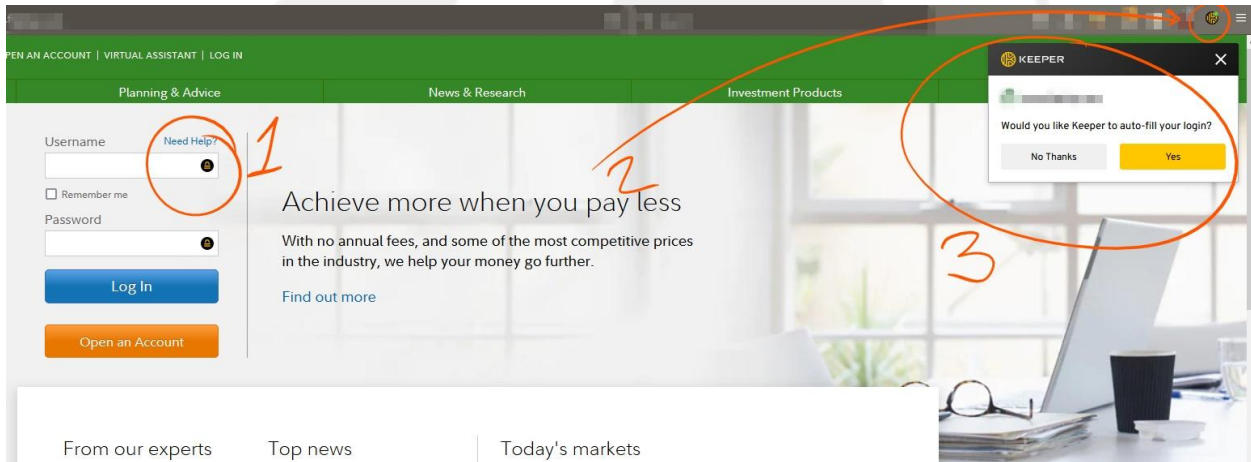 PEN AN ACCOUNT | VIRTUAL ASSISTANT | LOG IN
KEEPER
Planning & Advice
News & Research
Investment Products
Would you like Keeper to auto-fill your login?
No Thanks
Yes
Username
Need Help?
1
2
3
Remember me
Password
Achieve more when you pay less
With no annual fees, and some of the most competitive prices
in the industry, we help your money go further.
Log In
Find out more
Open an Account
From our experts
Top news
Today's markets